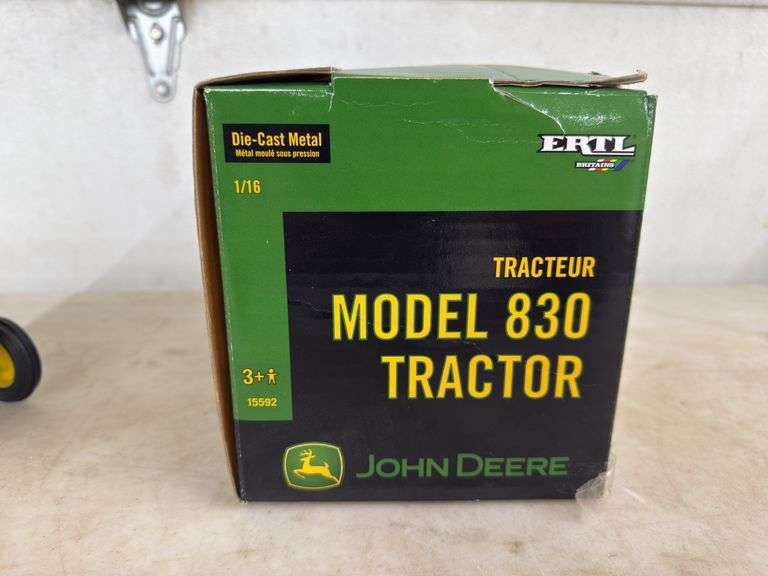 Die-Cast Metal
Métal moulé sous pression
ERTL
BRITAINS
1/16
TRACTEUR
MODEL 830
TRACTOR
3+
15592
JOHN DEERE